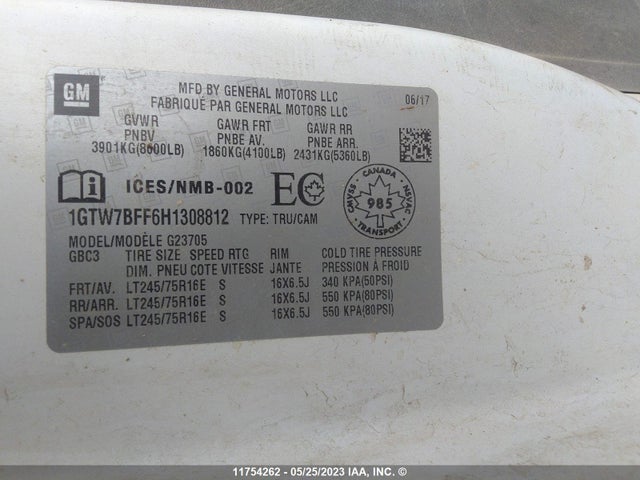 GM
MFD BY GENERAL MOTORS LLC
FABRIQUÉ PAR GENERAL MOTORS LLC
06/17
GVWR GAWR FRT GAWR RR
PNBV PNBE AV. PNBE ARR.
3901KG(8600LB) 1860KG(4100LB) 2431KG(5360LB)
ICES/NMB-002 EC
CANADA
CMVSS 985 NSVAC
TRANSPORT
1GTW7BFF6H1308812 TYPE: TRU/CAM
MODEL/MODÈLE G23705
GBC3 TIRE SIZE SPEED RTG RIM COLD TIRE PRESSURE
DIM. PNEU COTE VITESSE JANTE PRESSION À FROID
FRT/AV. LT245/75R16E S 16X6.5J 340 KPA(50PSI)
RR/ARR. LT245/75R16E S 16X6.5J 550 KPA(80PSI)
SPA/SOS LT245/75R16E S 16X6.5J 550 KPA(80PSI)
11754262 - 05/25/2023 IAA, Inc. ©